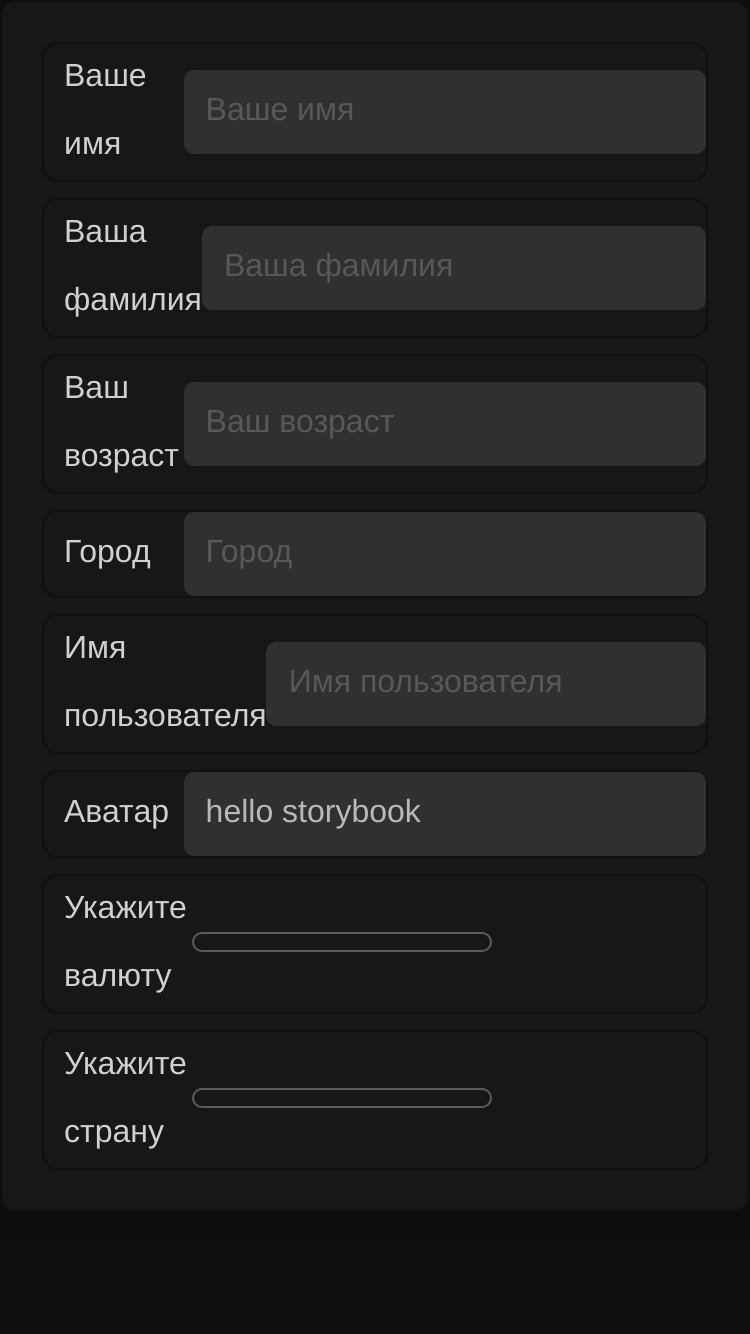 Ваше
имя
Ваше имя
Ваша
фамилия
Ваша фамилия
Ваш
возраст
Ваш возраст
Город
Город
Имя
пользователя
Имя пользователя
Аватар
hello storybook
Укажите
валюту
Укажите
страну